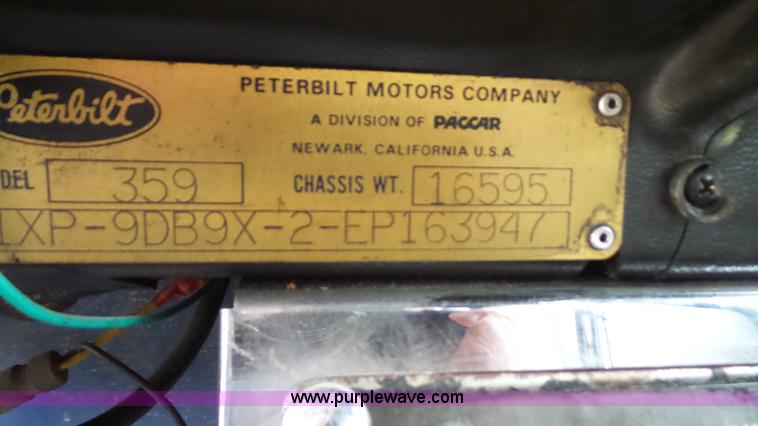 Peterbilt
PETERBILT MOTORS COMPANY
A DIVISION OF PACCAR
NEWARK, CALIFORNIA U.S.A.
DEL 359 CHASSIS WT. 16595
1XP-9DB9X-2-EP163947
www.purplewave.com